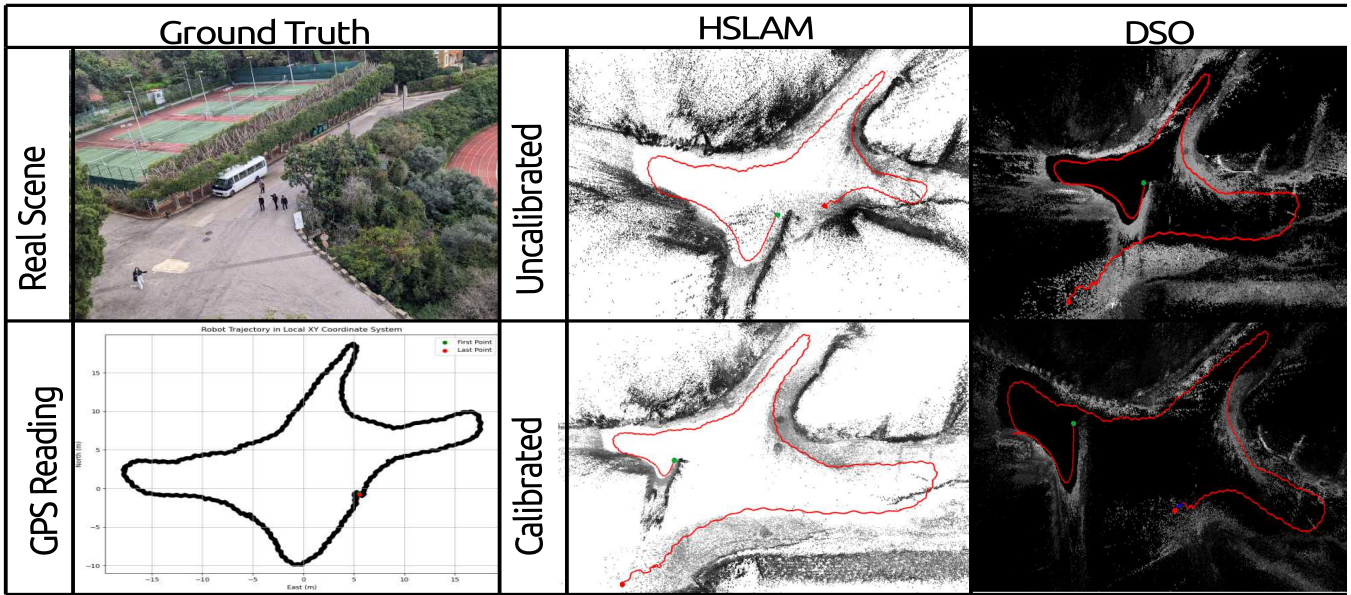 Ground Truth
HSLAM
DSO
Real Scene
Uncalibrated
GPS Reading
Robot Trajectory in Local XY Coordinate System
First Point
Last Point
North (m)
15
10
5
0
−5
−10
−15
−10
−5
0
5
10
15
East (m)
Calibrated